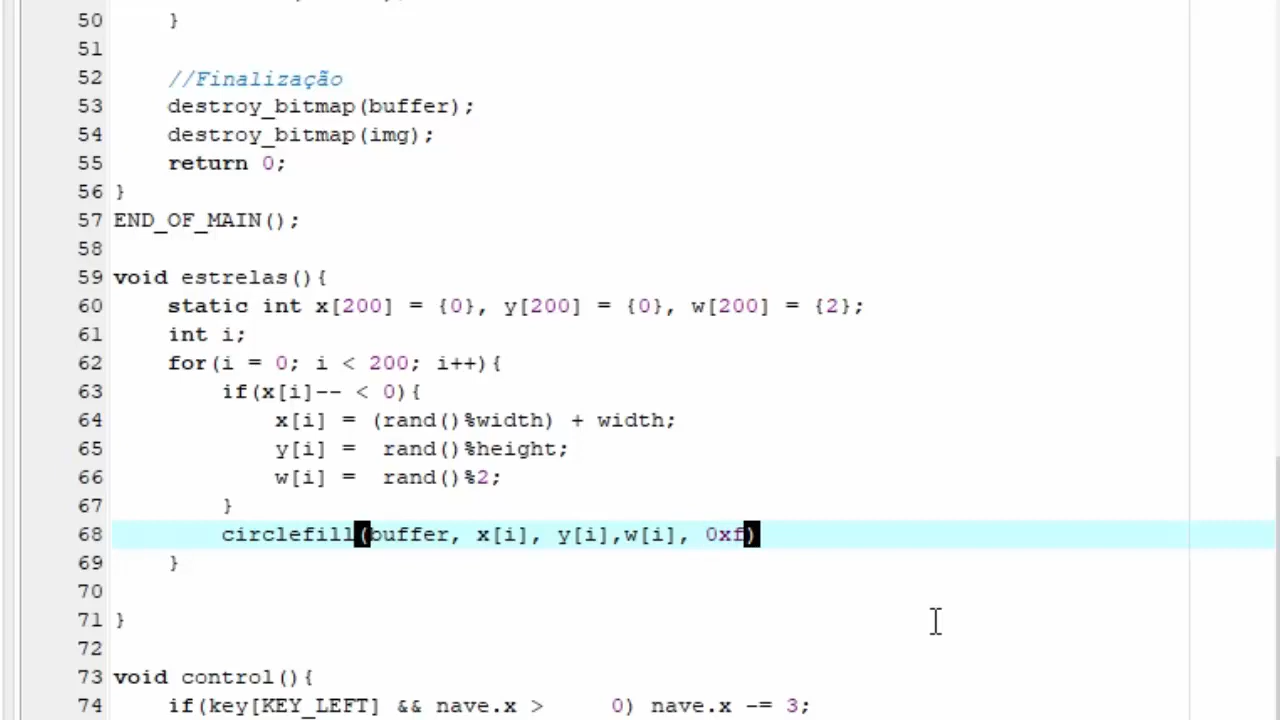 50     }
51
52     //Finalização
53     destroy_bitmap(buffer);
54     destroy_bitmap(img);
55     return 0;
56 }
57 END_OF_MAIN();
58
59 void estrelas(){
60     static int x[200] = {0}, y[200] = {0}, w[200] = {2};
61     int i;
62     for(i = 0; i < 200; i++){
63         if(x[i]-- < 0){
64             x[i] = (rand()%width) + width;
65             y[i] =  rand()%height;
66             w[i] =  rand()%2;
67         }
68         circlefill(buffer, x[i], y[i],w[i], 0xf)
69     }
70
71 }
72
73 void control(){
74     if(key[KEY_LEFT] && nave.x >     0) nave.x -= 3;